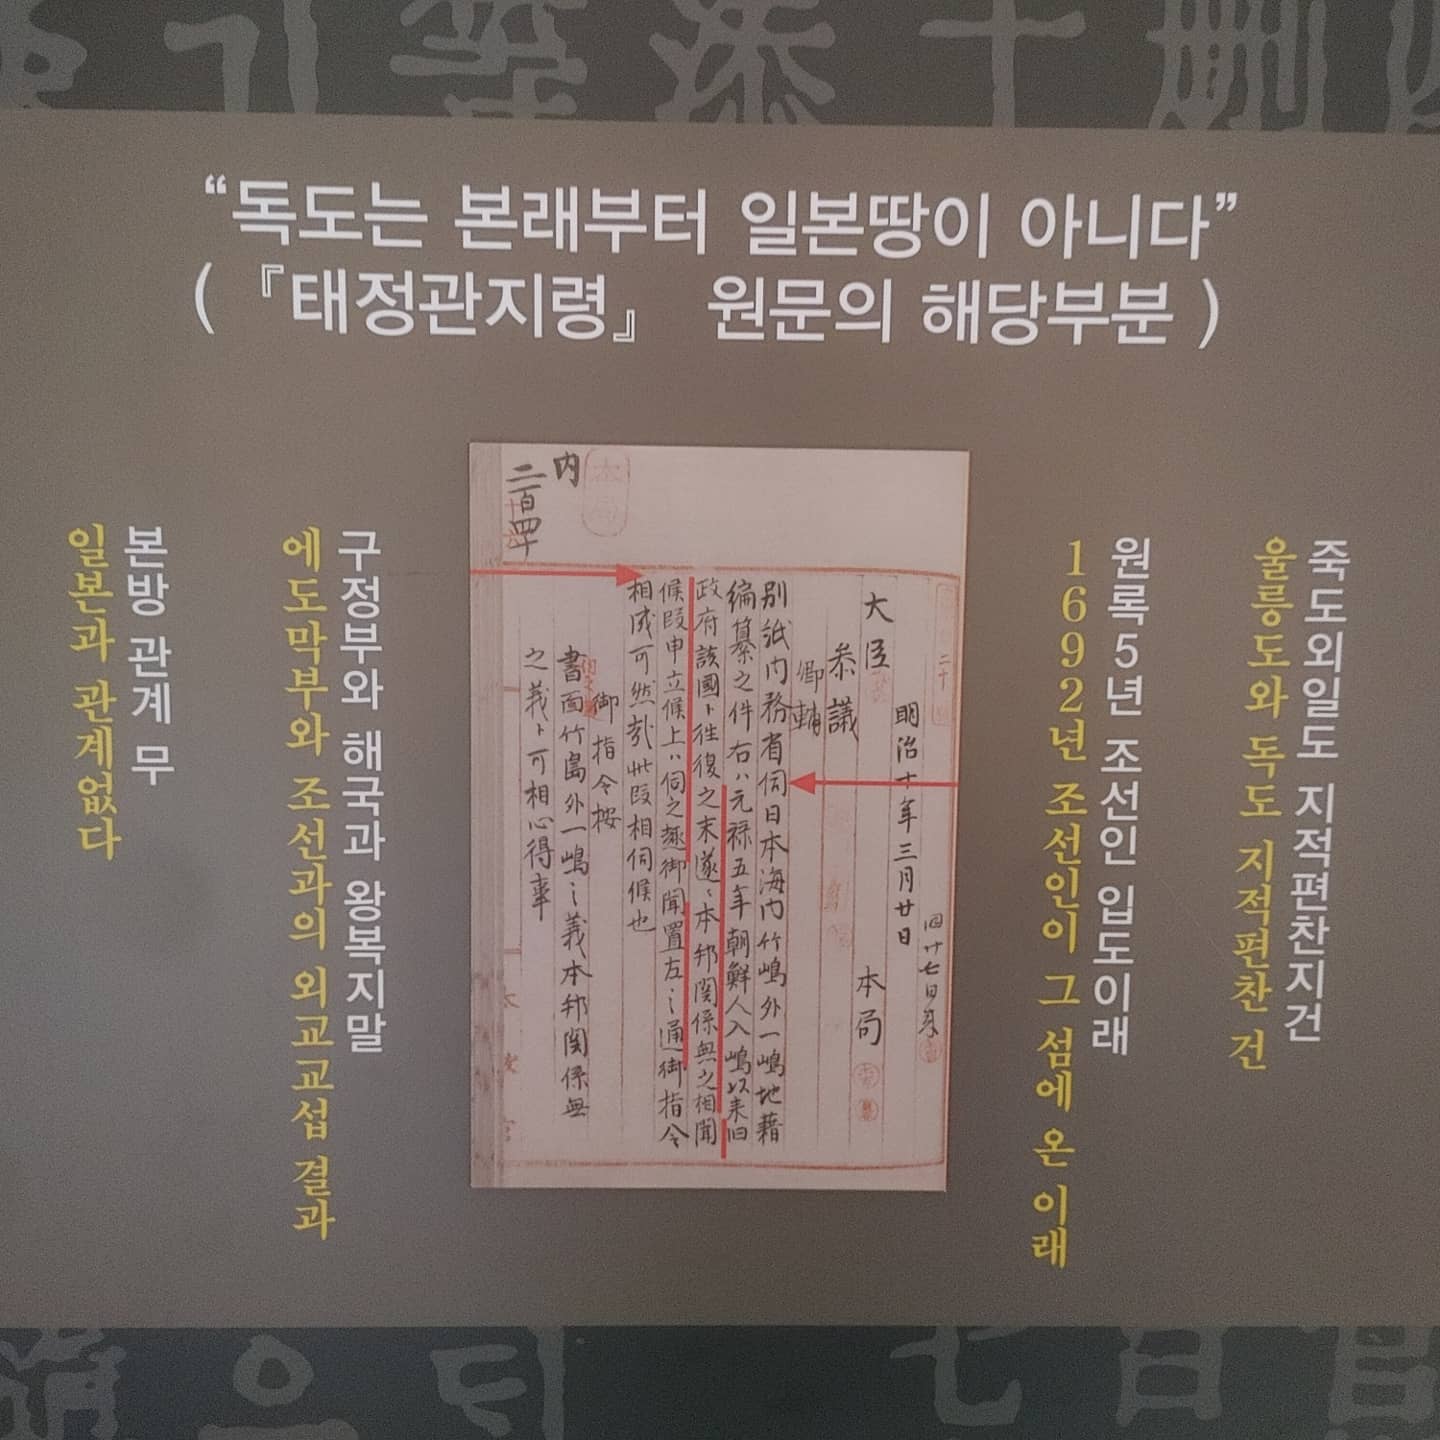 “독도는 본래부터 일본땅이 아니다”
(『태정관지령』 원문의 해당부분)
죽도외일도 지적편찬지건
울릉도와 독도 지적편찬 건
원록5년 조선인 입도이래
1692년 조선인이 그 섬에 온 이래
明治十年三月廿日
大臣
本局
参議
卿輔
別紙内務省伺日本海内竹嶋外一嶋地籍
編纂之件右ハ元禄五年朝鮮人入嶋以来旧
政府該國ト往復之末遂ニ本邦関係無之相聞
候段申立候上ハ伺之趣御聞置左之通御指令
相成可然哉此段相伺候也
御指令按
書面竹島外一嶋之義本邦関係無
之義ト可相心得事
内
二百四十
구정부와 해국과 왕복지말
에도막부와 조선과의 외교교섭 결과
본방 관계 무
일본과 관계없다